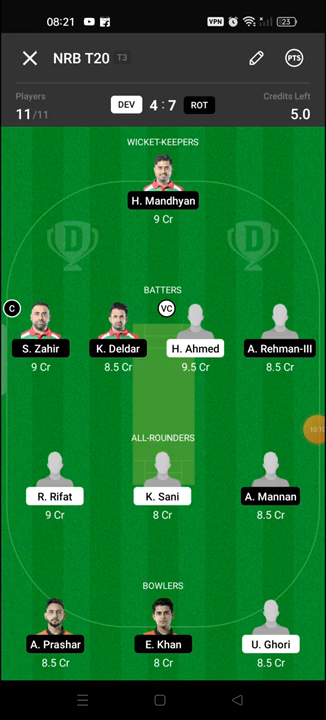 08:21
VPN
23
NRB T20 T3
PTS
Players
11/11
DEV 4 : 7 ROT
Credits Left
5.0
WICKET-KEEPERS
H. Mandhyan
9 Cr
D D
BATTERS
C VC
S. Zahir K. Deldar H. Ahmed A. Rehman-III
9 Cr 8.5 Cr 9.5 Cr 8.5 Cr
ALL-ROUNDERS
R. Rifat K. Sani A. Mannan
9 Cr 8 Cr 8.5 Cr
BOWLERS
A. Prashar E. Khan U. Ghori
8.5 Cr 8 Cr 8.5 Cr